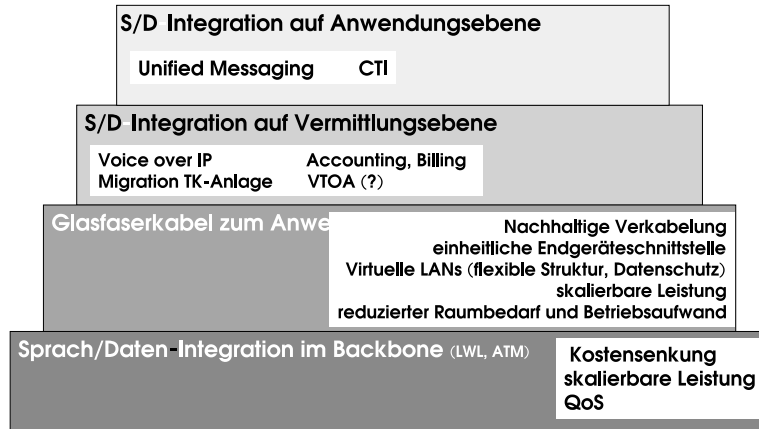 S/D-Integration auf Anwendungsebene
Unified Messaging CTI
S/D-Integration auf Vermittlungsebene
Voice over IP Accounting, Billing
Migration TK-Anlage VTOA (?)
Glasfaserkabel zum Anwe
Nachhaltige Verkabelung
einheitliche Endgeräteschnittstelle
Virtuelle LANs (flexible Struktur, Datenschutz)
skalierbare Leistung
reduzierter Raumbedarf und Betriebsaufwand
Sprach/Daten-Integration im Backbone (LWL, ATM)
Kostensenkung
skalierbare Leistung
QoS